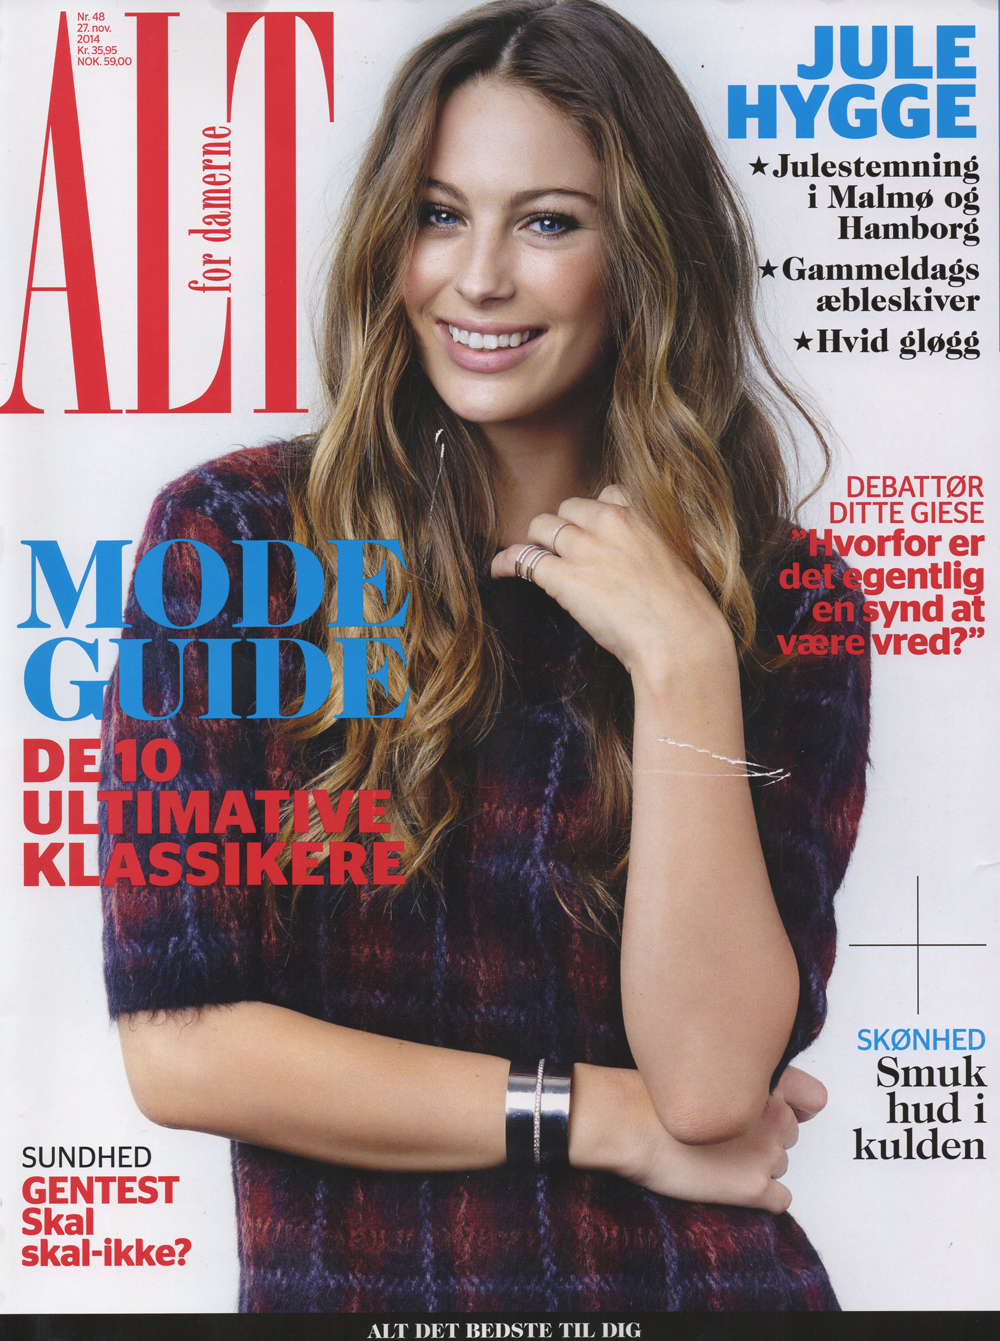 ALT
for damerne
Nr. 48
27. nov.
2014
Kr. 35,95
NOK. 59,00
JULE
HYGGE
★Julestemning
i Malmø og
Hamborg
★Gammeldags
æbleskiver
★Hvid gløgg
DEBATTØR
DITTE GIESE
”Hvorfor er
det egentlig
en synd at
være vred?”
MODE
GUIDE
DE 10
ULTIMATIVE
KLASSIKERE
SKØNHED
Smuk
hud i
kulden
SUNDHED
GENTEST
Skal
skal-ikke?
ALT DET BEDSTE TIL DIG